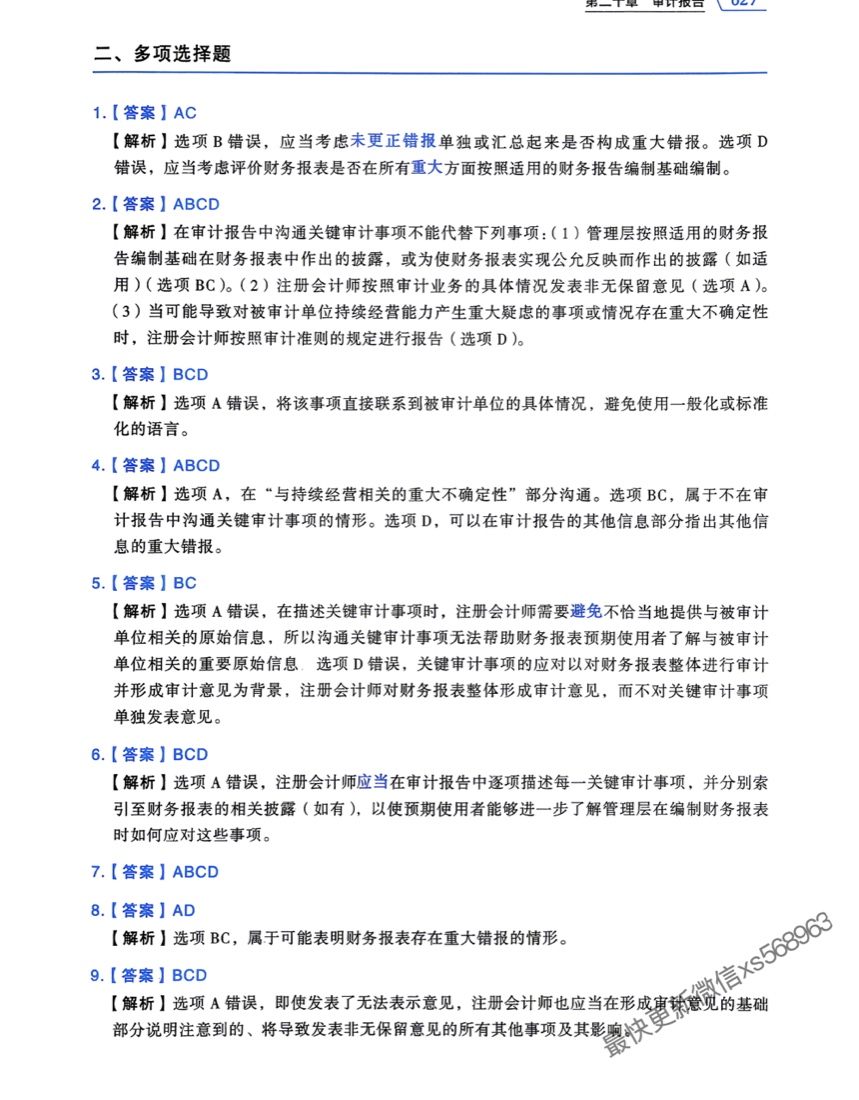 第二十章 审计报告 627
二、多项选择题
1.【答案】AC
【解析】选项 B 错误，应当考虑未更正错报单独或汇总起来是否构成重大错报。选项 D
错误，应当考虑评价财务报表是否在所有重大方面按照适用的财务报告编制基础编制。
2.【答案】ABCD
【解析】在审计报告中沟通关键审计事项不能代替下列事项：（1）管理层按照适用的财务报
告编制基础在财务报表中作出的披露，或为使财务报表实现公允反映而作出的披露（如适
用）（选项 BC）。（2）注册会计师按照审计业务的具体情况发表非无保留意见（选项 A）。
（3）当可能导致对被审计单位持续经营能力产生重大疑虑的事项或情况存在重大不确定性
时，注册会计师按照审计准则的规定进行报告（选项 D）。
3.【答案】BCD
【解析】选项 A 错误，将该事项直接联系到被审计单位的具体情况，避免使用一般化或标准
化的语言。
4.【答案】ABCD
【解析】选项 A，在“与持续经营相关的重大不确定性”部分沟通。选项 BC，属于不在审
计报告中沟通关键审计事项的情形。选项 D，可以在审计报告的其他信息部分指出其他信
息的重大错报。
5.【答案】BC
【解析】选项 A 错误，在描述关键审计事项时，注册会计师需要避免不恰当地提供与被审计
单位相关的原始信息，所以沟通关键审计事项无法帮助财务报表预期使用者了解与被审计
单位相关的重要原始信息 选项 D 错误，关键审计事项的应对以对财务报表整体进行审计
并形成审计意见为背景，注册会计师对财务报表整体形成审计意见，而不对关键审计事项
单独发表意见。
6.【答案】BCD
【解析】选项 A 错误，注册会计师应当在审计报告中逐项描述每一关键审计事项，并分别索
引至财务报表的相关披露（如有），以使预期使用者能够进一步了解管理层在编制财务报表
时如何应对这些事项。
7.【答案】ABCD
8.【答案】AD
【解析】选项 BC，属于可能表明财务报表存在重大错报的情形。
9.【答案】BCD
【解析】选项 A 错误，即使发表了无法表示意见，注册会计师也应当在形成审计意见的基础
部分说明注意到的、将导致发表非无保留意见的所有其他事项及其影响。
最快更新微信xs568963